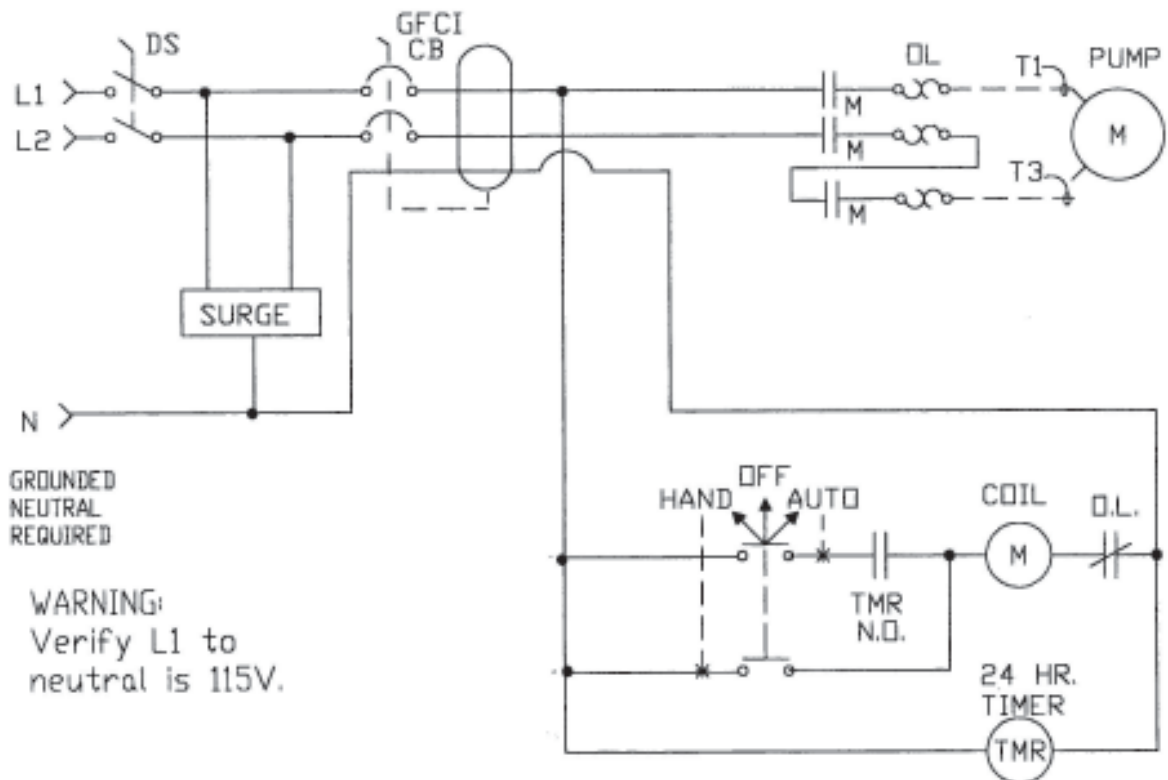 DS
GFCI
CB
OL
T1
PUMP
L1
L2
M
M
M
M
T3
SURGE
N
GROUNDED
NEUTRAL
REQUIRED
HAND
OFF
AUTO
COIL
O.L.
M
TMR
N.O.
WARNING:
Verify L1 to
neutral is 115V.
24 HR.
TIMER
TMR